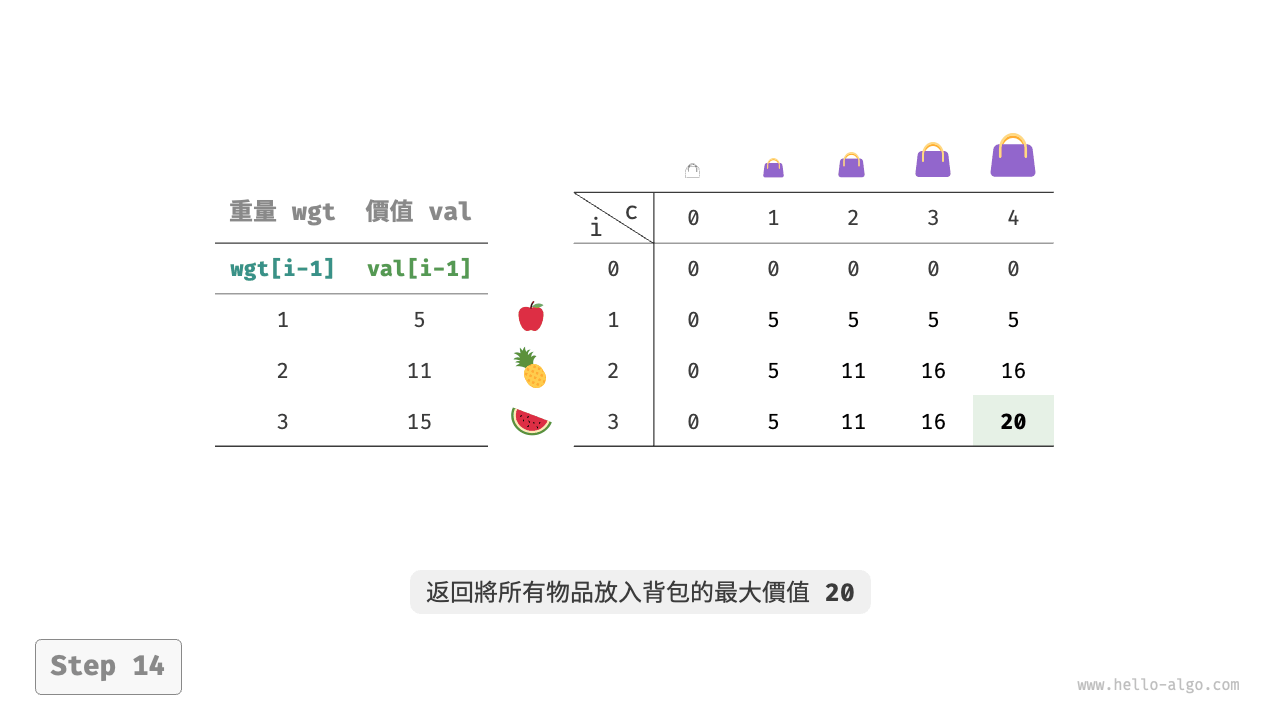 重量 wgt 價值 val
wgt[i-1] val[i-1]
1 5
2 11
3 15
i c 0 1 2 3 4
0 0 0 0 0 0
1 0 5 5 5 5
2 0 5 11 16 16
3 0 5 11 16 20
返回將所有物品放入背包的最大價值 20
Step 14
www.hello-algo.com